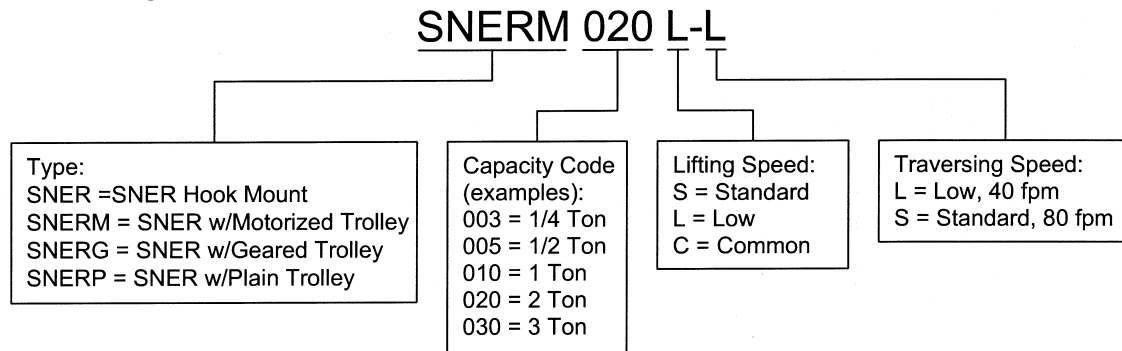 SNERM 020 L-L
Type:
SNER =SNER Hook Mount
SNERM = SNER w/Motorized Trolley
SNERG = SNER w/Geared Trolley
SNERP = SNER w/Plain Trolley
Capacity Code
(examples):
003 = 1/4 Ton
005 = 1/2 Ton
010 = 1 Ton
020 = 2 Ton
030 = 3 Ton
Lifting Speed:
S = Standard
L = Low
C = Common
Traversing Speed:
L = Low, 40 fpm
S = Standard, 80 fpm